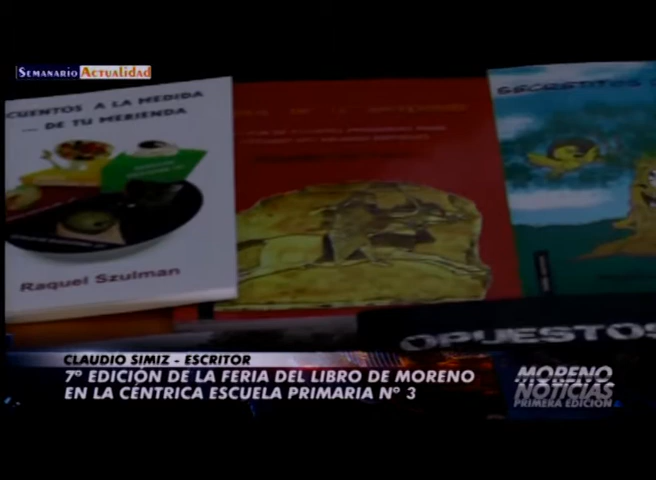 SEMANARIO ACTUALIDAD
CUENTOS A LA MEDIDA
... DE TU MERIENDA
Raquel Szulman
SECRETITOS
OPUESTOS
CLAUDIO SIMIZ - ESCRITOR
7º EDICIÓN DE LA FERIA DEL LIBRO DE MORENO
EN LA CÉNTRICA ESCUELA PRIMARIA Nº 3
MORENO
NOTICIAS
PRIMERA EDICIÓN